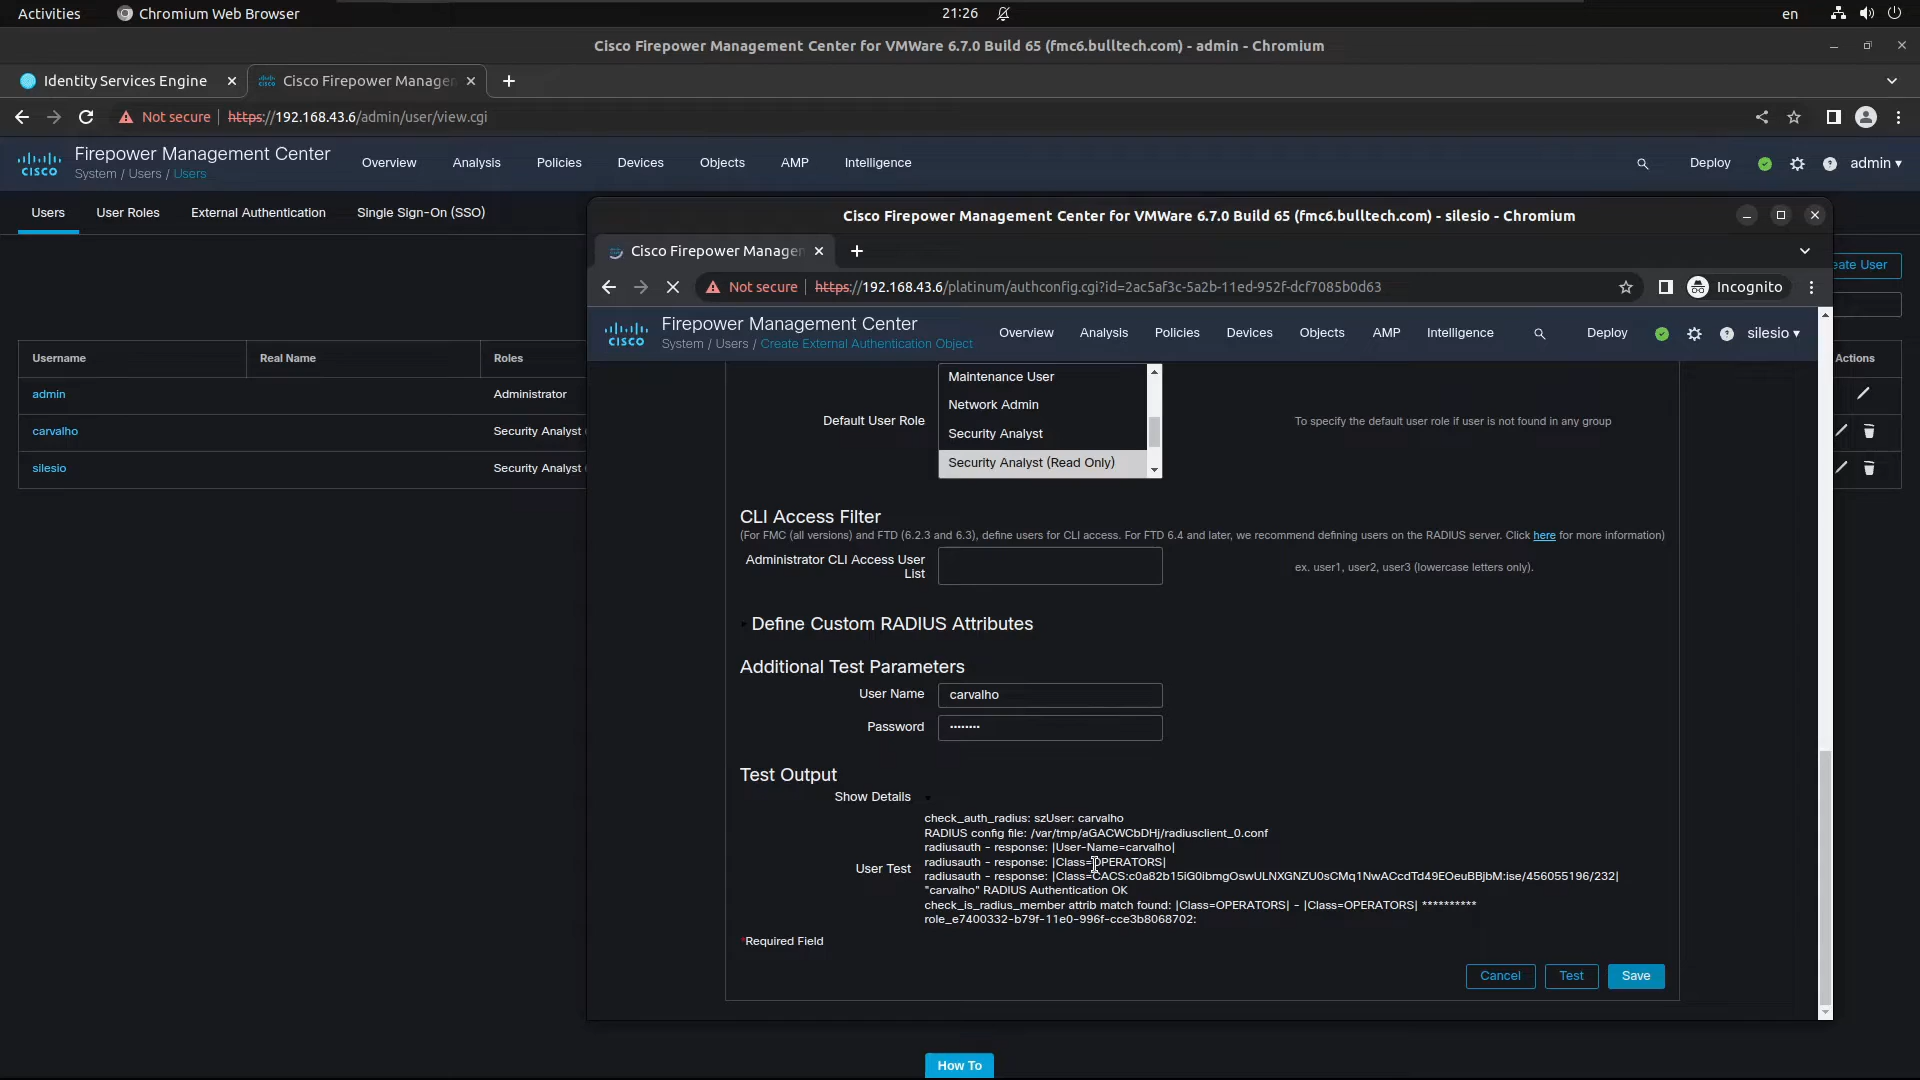 Activities
Chromium Web Browser
21:26
en
Cisco Firepower Management Center for VMWare 6.7.0 Build 65 (fmc6.bulltech.com) - admin - Chromium
Identity Services Engine
Cisco Firepower Managen
Not secure
https://192.168.43.6/admin/user/view.cgi
CISCO
Firepower Management Center
System / Users / Users
Overview
Analysis
Policies
Devices
Objects
AMP
Intelligence
Deploy
admin
Users
User Roles
External Authentication
Single Sign-On (SSO)
eate User
Username
Real Name
Roles
Actions
admin
Administrator
carvalho
Security Analyst (
silesio
Security Analyst (
Cisco Firepower Management Center for VMWare 6.7.0 Build 65 (fmc6.bulltech.com) - silesio - Chromium
Cisco Firepower Managen
Not secure
https://192.168.43.6/platinum/authconfig.cgi?id=2ac5af3c-5a2b-11ed-952f-dcf7085b0d63
Incognito
CISCO
Firepower Management Center
System / Users / Create External Authentication Object
Overview
Analysis
Policies
Devices
Objects
AMP
Intelligence
Deploy
silesio
Default User Role
Maintenance User
Network Admin
Security Analyst
Security Analyst (Read Only)
To specify the default user role if user is not found in any group
CLI Access Filter
(For FMC (all versions) and FTD (6.2.3 and 6.3), define users for CLI access. For FTD 6.4 and later, we recommend defining users on the RADIUS server. Click here for more information)
Administrator CLI Access User
List
ex. user1, user2, user3 (lowercase letters only).
Define Custom RADIUS Attributes
Additional Test Parameters
User Name
carvalho
Password
••••••••
Test Output
Show Details
User Test
check_auth_radius: szUser: carvalho
RADIUS config file: /var/tmp/aGACWCbDHj/radiusclient_0.conf
radiusauth - response: |User-Name=carvalho|
radiusauth - response: |Class=OPERATORS|
radiusauth - response: |Class=CACS:c0a82b15iG0ibmgOswULNXGNZU0sCMq1NwACcdTd49EOeuBBjbM:ise/456055196/232|
"carvalho" RADIUS Authentication OK
check_is_radius_member attrib match found: |Class=OPERATORS| - |Class=OPERATORS| **********
role_e7400332-b79f-11e0-996f-cce3b8068702:
*Required Field
Cancel
Test
Save
How To